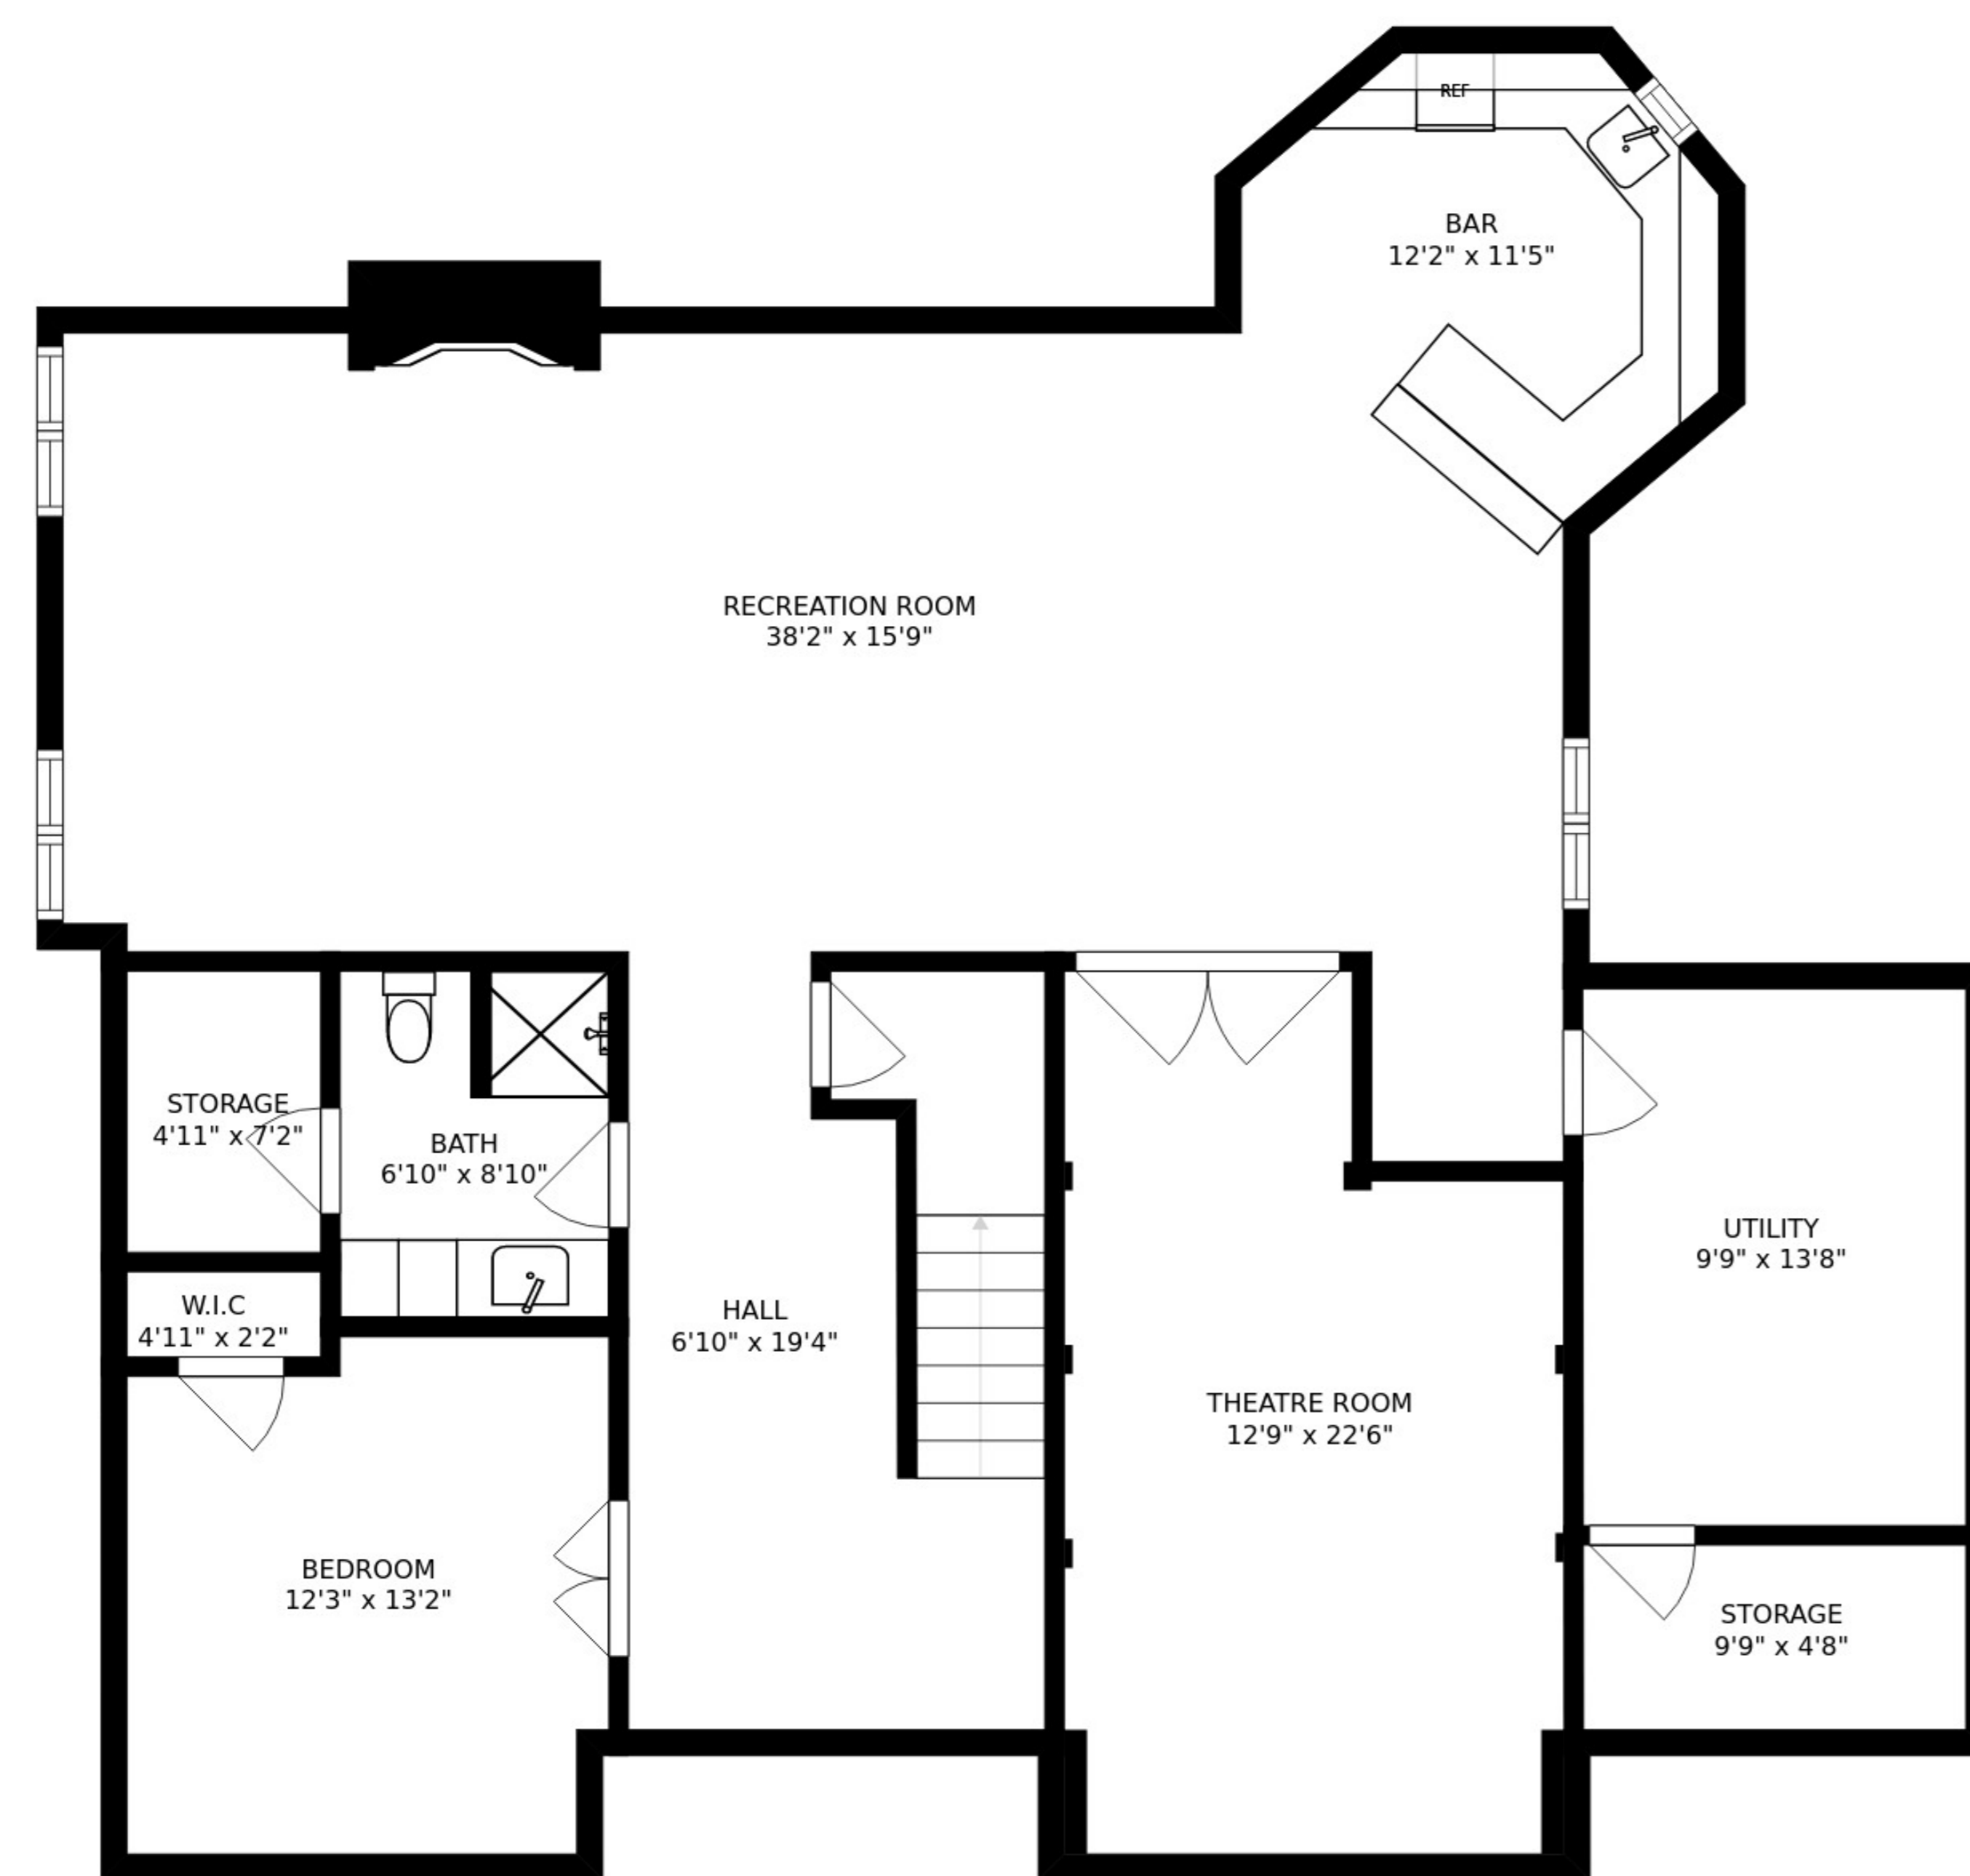 REF
BAR
12'2" x 11'5"
RECREATION ROOM
38'2" x 15'9"
STORAGE
4'11" x 7'2"
BATH
6'10" x 8'10"
UTILITY
9'9" x 13'8"
W.I.C
4'11" x 2'2"
HALL
6'10" x 19'4"
THEATRE ROOM
12'9" x 22'6"
BEDROOM
12'3" x 13'2"
STORAGE
9'9" x 4'8"